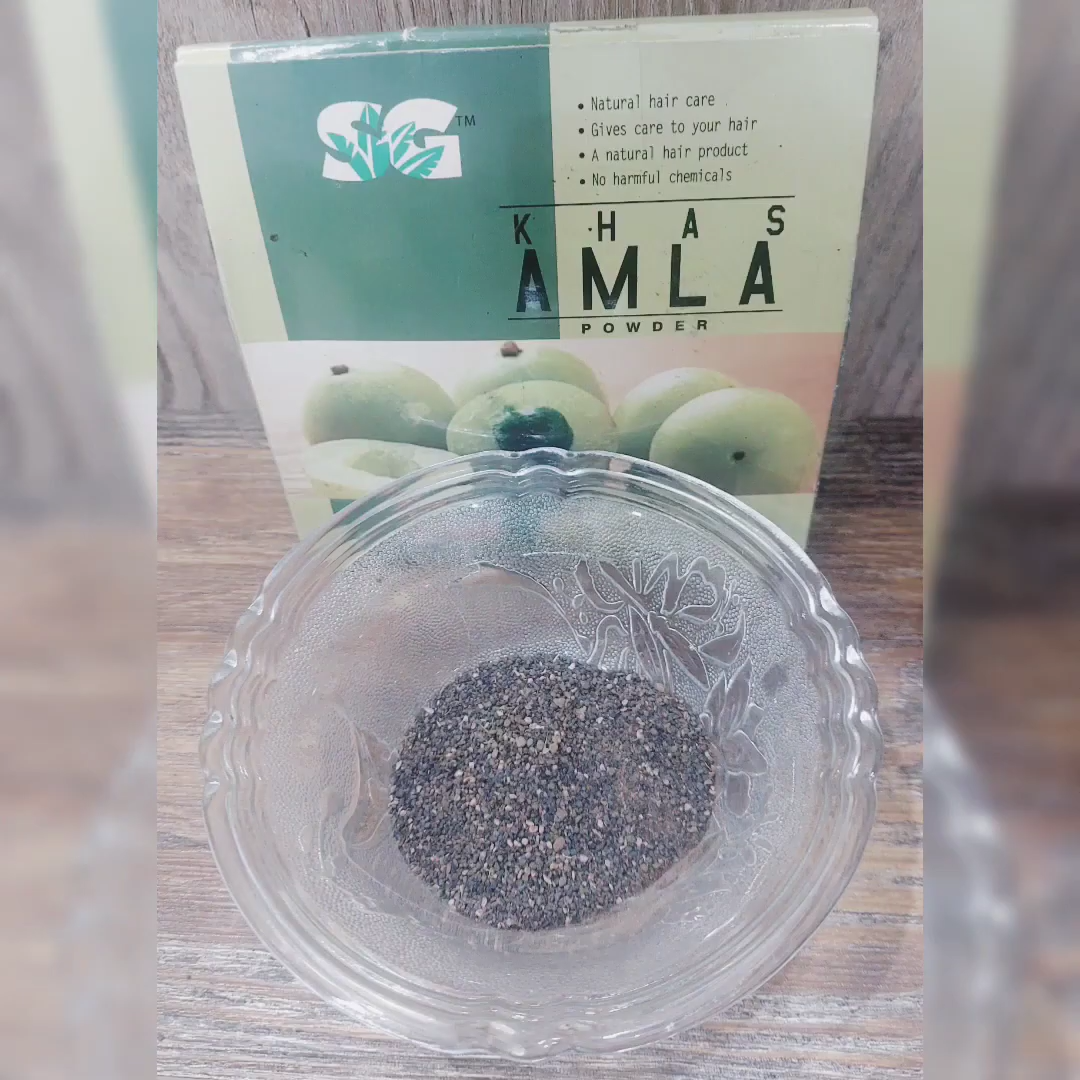 SG™
• Natural hair care
• Gives care to your hair
• A natural hair product
• No harmful chemicals
KHAS
AMLA
POWDER